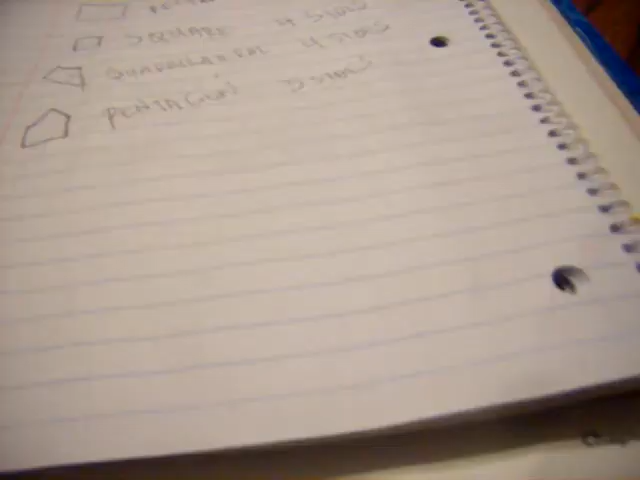 SQUARE 4 SIDES
QUADRILATERAL 4 SIDES
PENTAGON 5 SIDES